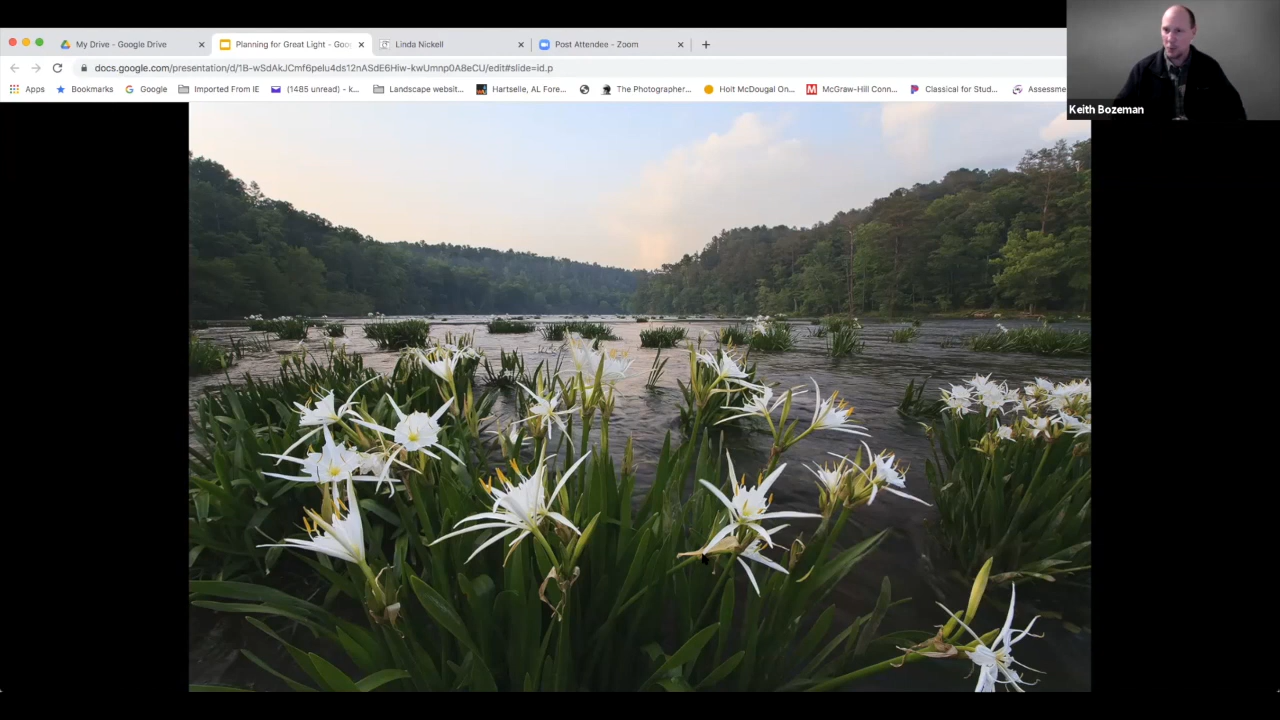 My Drive - Google Drive
Planning for Great Light - Goo
Linda Nickell
Post Attendee - Zoom
docs.google.com/presentation/d/1B-wSdAkJCmf6pelu4ds12nASdE6Hiw-kwUmnp0A8eCU/edit#slide=id.p
Apps Bookmarks Google Imported From IE (1485 unread) - k... Landscape websit... Hartselle, AL Fore... The Photographer... Holt McDougal On... McGraw-Hill Conn... Classical for Stud... Assessme
Keith Bozeman